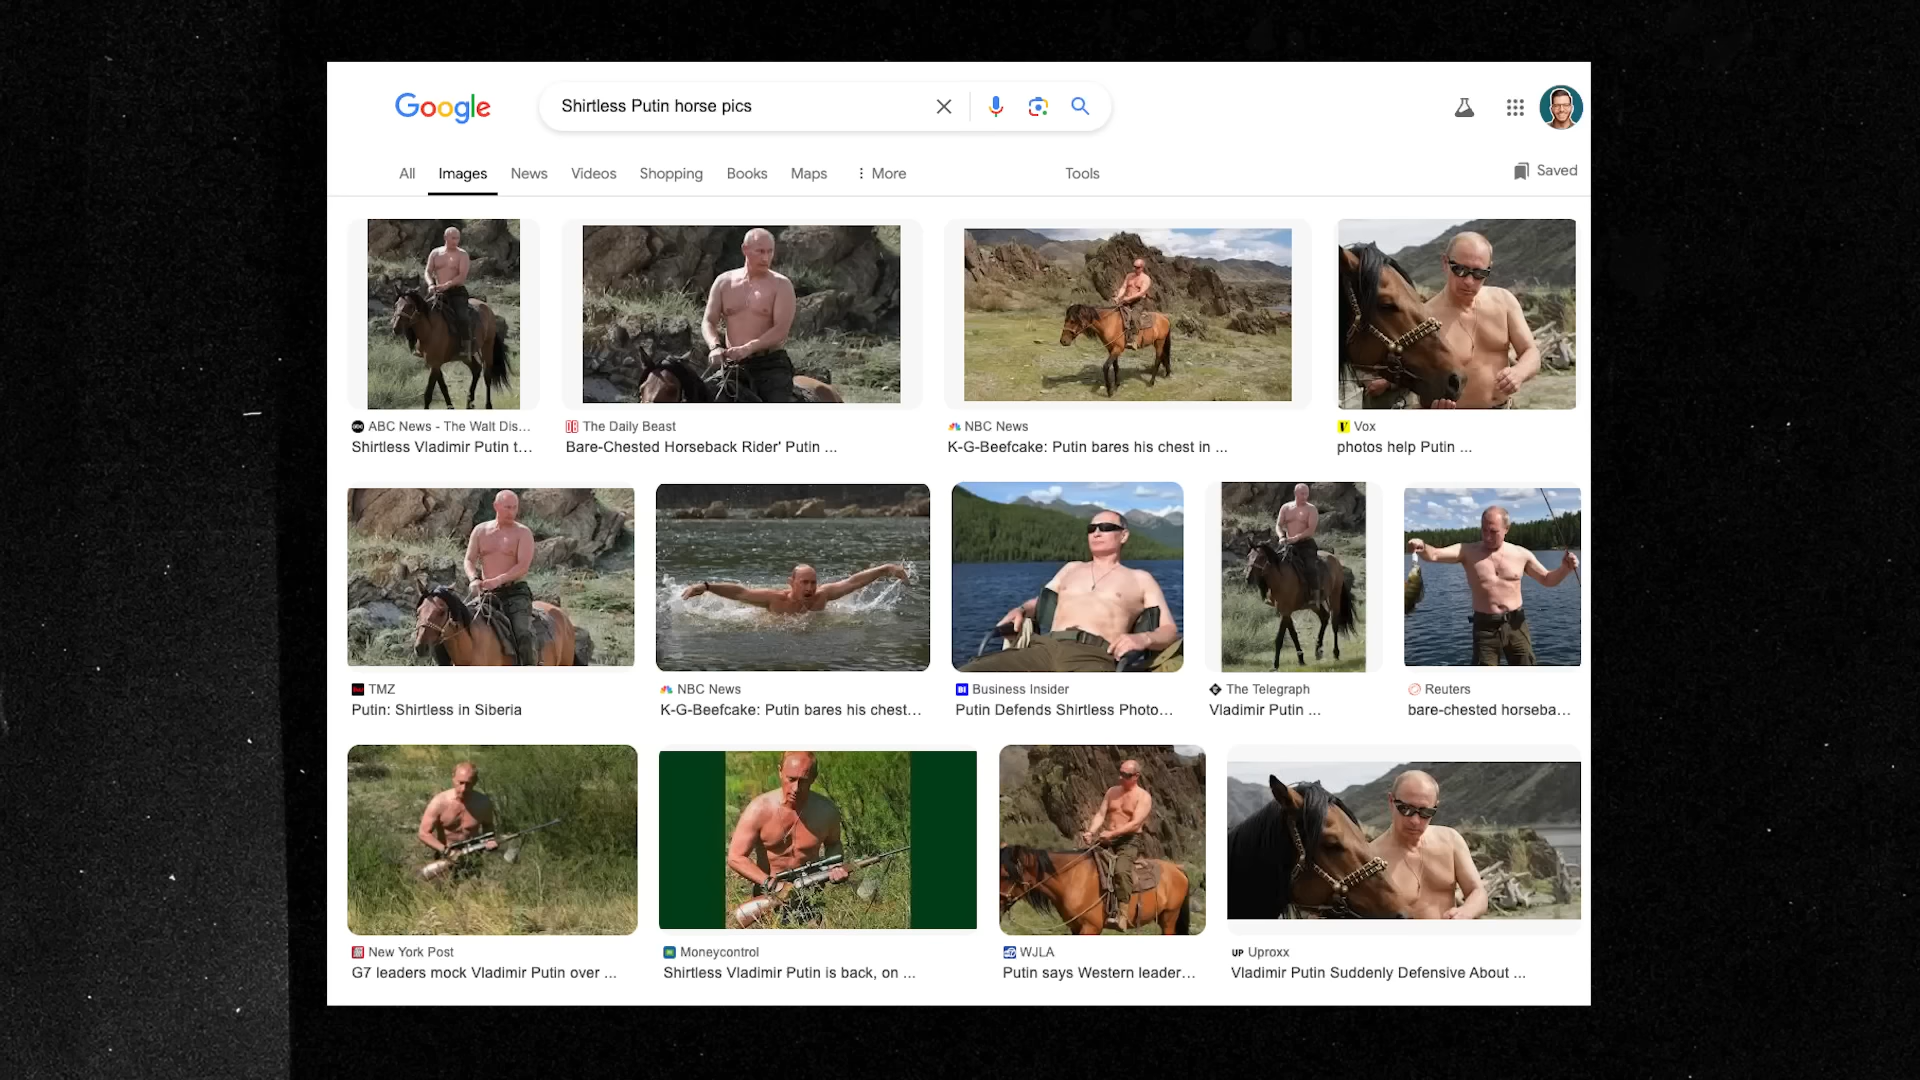 Google
Shirtless Putin horse pics
All Images News Videos Shopping Books Maps More Tools Saved
abc ABC News - The Walt Dis...
Shirtless Vladimir Putin t...
The Daily Beast
Bare-Chested Horseback Rider' Putin ...
NBC News
K-G-Beefcake: Putin bares his chest in ...
V Vox
photos help Putin ...
TMZ
Putin: Shirtless in Siberia
NBC News
K-G-Beefcake: Putin bares his chest...
BI Business Insider
Putin Defends Shirtless Photo...
The Telegraph
Vladimir Putin ...
Reuters
bare-chested horseba...
New York Post
G7 leaders mock Vladimir Putin over ...
Moneycontrol
Shirtless Vladimir Putin is back, on ...
WJLA
Putin says Western leader...
UP Uproxx
Vladimir Putin Suddenly Defensive About ...